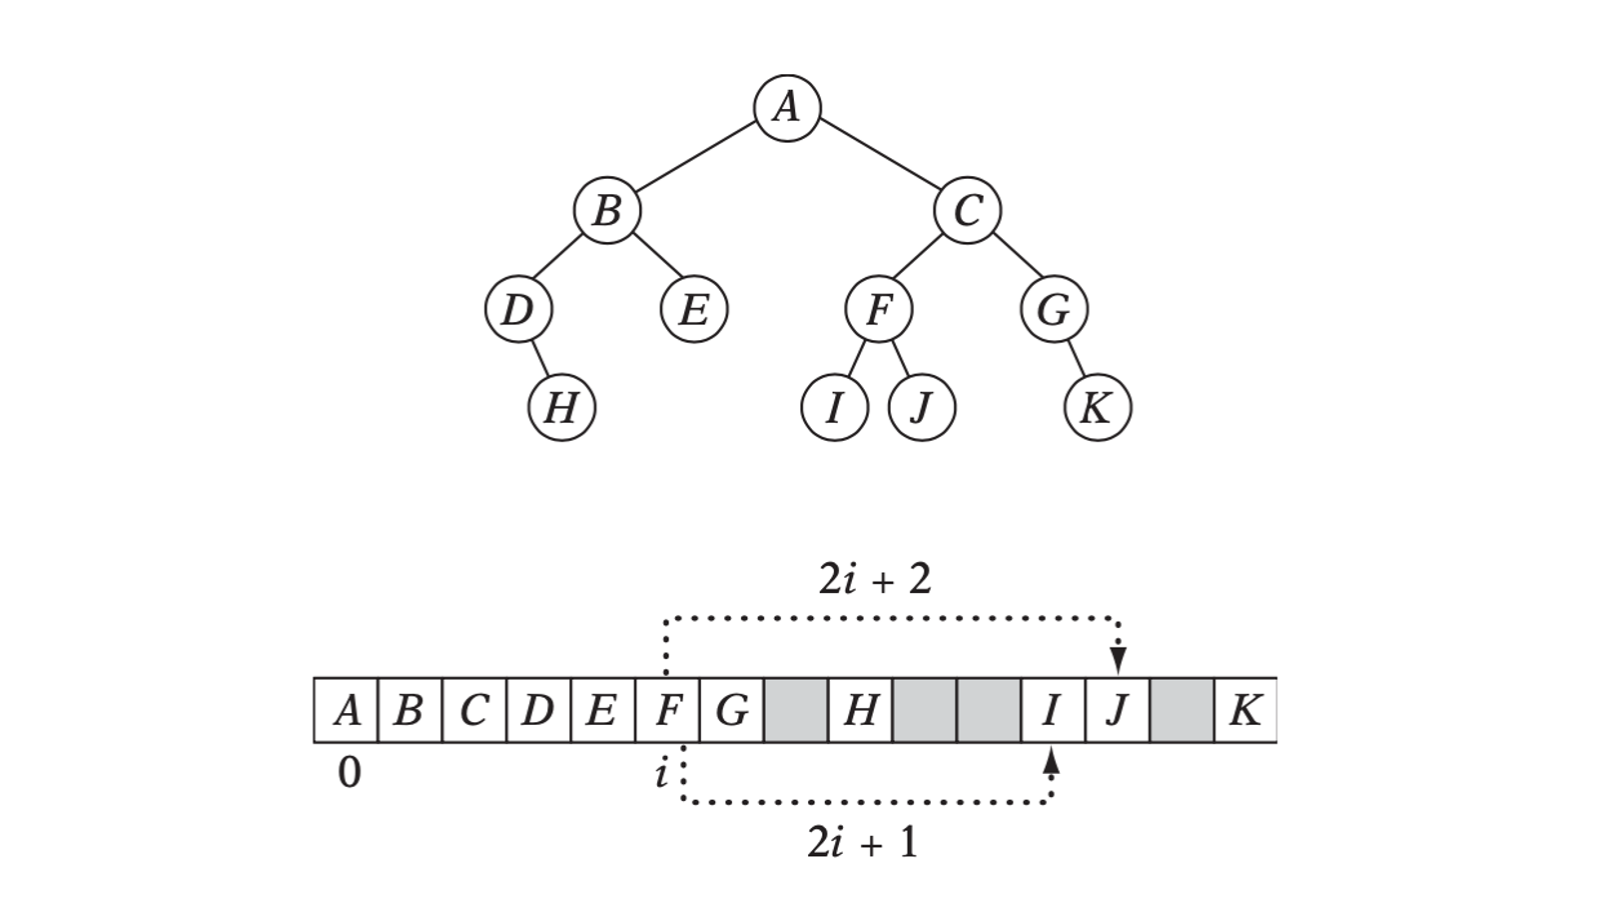 A
B C
D E F G
H I J K
2i + 2
A B C D E F G H I J K
0 i
2i + 1